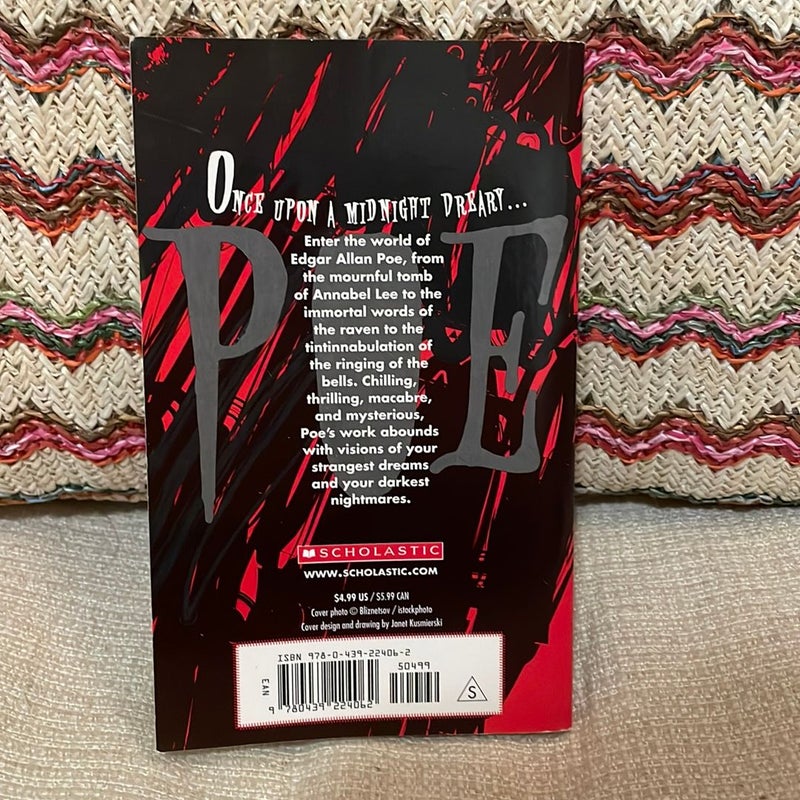 Once upon a midnight dreary...
POE
Enter the world of
Edgar Allan Poe, from
the mournful tomb
of Annabel Lee to the
immortal words of
the raven to the
tintinnabulation of
the ringing of the
bells. Chilling,
thrilling, macabre,
and mysterious,
Poe's work abounds
with visions of your
strangest dreams
and your darkest
nightmares.
SCHOLASTIC
WWW.SCHOLASTIC.COM
$4.99 US / $5.99 CAN
Cover photo © Bliznetsov / istockphoto
Cover design and drawing by Janet Kusmierski
ISBN 978-0-439-22406-2
50499
EAN
9 780439 224062
S